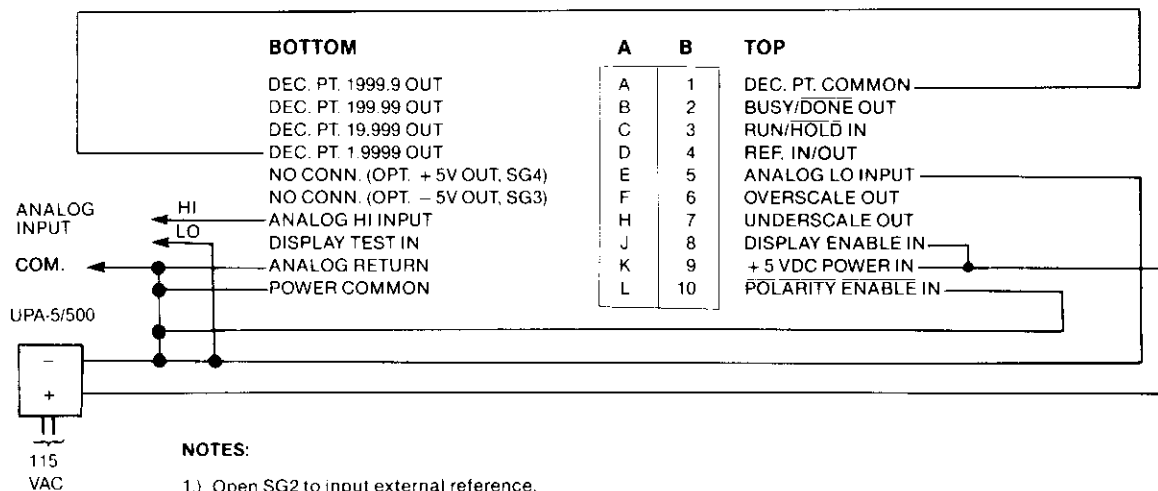 BOTTOM A B TOP
DEC. PT. 1999.9 OUT A 1 DEC. PT. COMMON
DEC. PT. 199.99 OUT B 2 BUSY/DONE OUT
DEC. PT. 19.999 OUT C 3 RUN/HOLD IN
DEC. PT. 1.9999 OUT D 4 REF. IN/OUT
NO CONN. (OPT. + 5V OUT, SG4) E 5 ANALOG LO INPUT
NO CONN. (OPT. – 5V OUT, SG3) F 6 OVERSCALE OUT
ANALOG INPUT HI ANALOG HI INPUT H 7 UNDERSCALE OUT
LO DISPLAY TEST IN J 8 DISPLAY ENABLE IN
COM. ANALOG RETURN K 9 + 5 VDC POWER IN
POWER COMMON L 10 POLARITY ENABLE IN
UPA-5/500
–
+
115
VAC
NOTES:
1.) Open SG2 to input external reference.